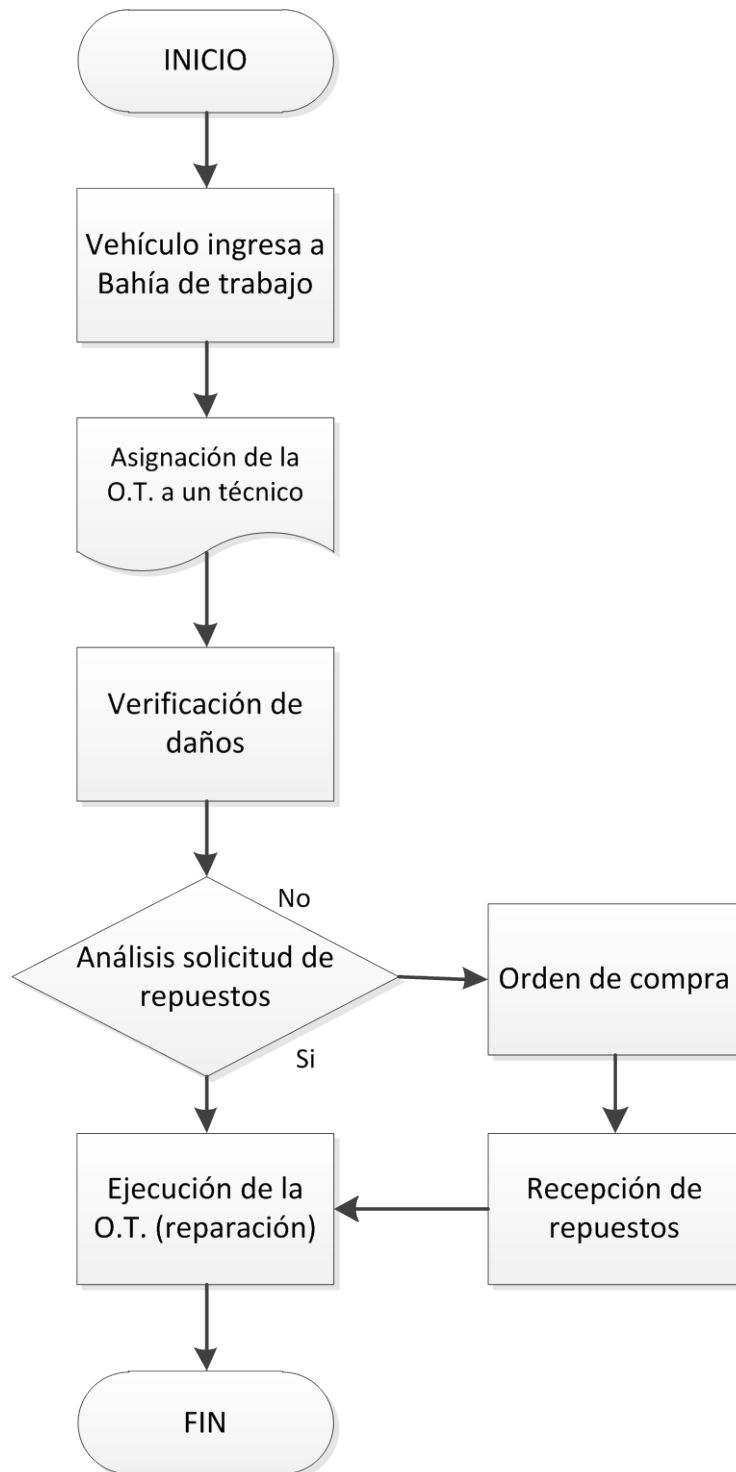 INICIO
Vehículo ingresa a
Bahía de trabajo
Asignación de la
O.T. a un técnico
Verificación de
daños
No
Análisis solicitud de
repuestos
Orden de compra
Si
Ejecución de la
O.T. (reparación)
Recepción de
repuestos
FIN